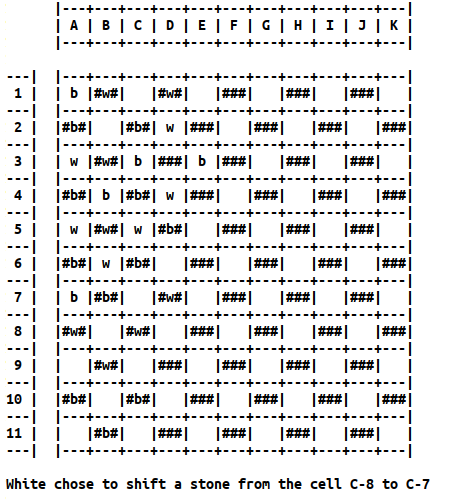 |---+---+---+---+---+---+---+---+---+---+---|
| A | B | C | D | E | F | G | H | I | J | K |
|---+---+---+---+---+---+---+---+---+---+---|
---| |---+---+---+---+---+---+---+---+---+---+---|
1 | | b |#w#| |#w#| |###| |###| |###| |
---| |---+---+---+---+---+---+---+---+---+---+---|
2 | |#b#| |#b#| w |###| |###| |###| |###|
---| |---+---+---+---+---+---+---+---+---+---+---|
3 | | w |#w#| b |###| b |###| |###| |###| |
---| |---+---+---+---+---+---+---+---+---+---+---|
4 | |#b#| b |#b#| w |###| |###| |###| |###|
---| |---+---+---+---+---+---+---+---+---+---+---|
5 | | w |#w#| w |#b#| |###| |###| |###| |
---| |---+---+---+---+---+---+---+---+---+---+---|
6 | |#b#| w |#b#| |###| |###| |###| |###|
---| |---+---+---+---+---+---+---+---+---+---+---|
7 | | b |#b#| |#w#| |###| |###| |###| |
---| |---+---+---+---+---+---+---+---+---+---+---|
8 | |#w#| |#w#| |###| |###| |###| |###|
---| |---+---+---+---+---+---+---+---+---+---+---|
9 | | |#w#| |###| |###| |###| |###| |
---| |---+---+---+---+---+---+---+---+---+---+---|
10 | |#b#| |#b#| |###| |###| |###| |###|
---| |---+---+---+---+---+---+---+---+---+---+---|
11 | | |#b#| |###| |###| |###| |###| |
---| |---+---+---+---+---+---+---+---+---+---+---|
White chose to shift a stone from the cell C-8 to C-7